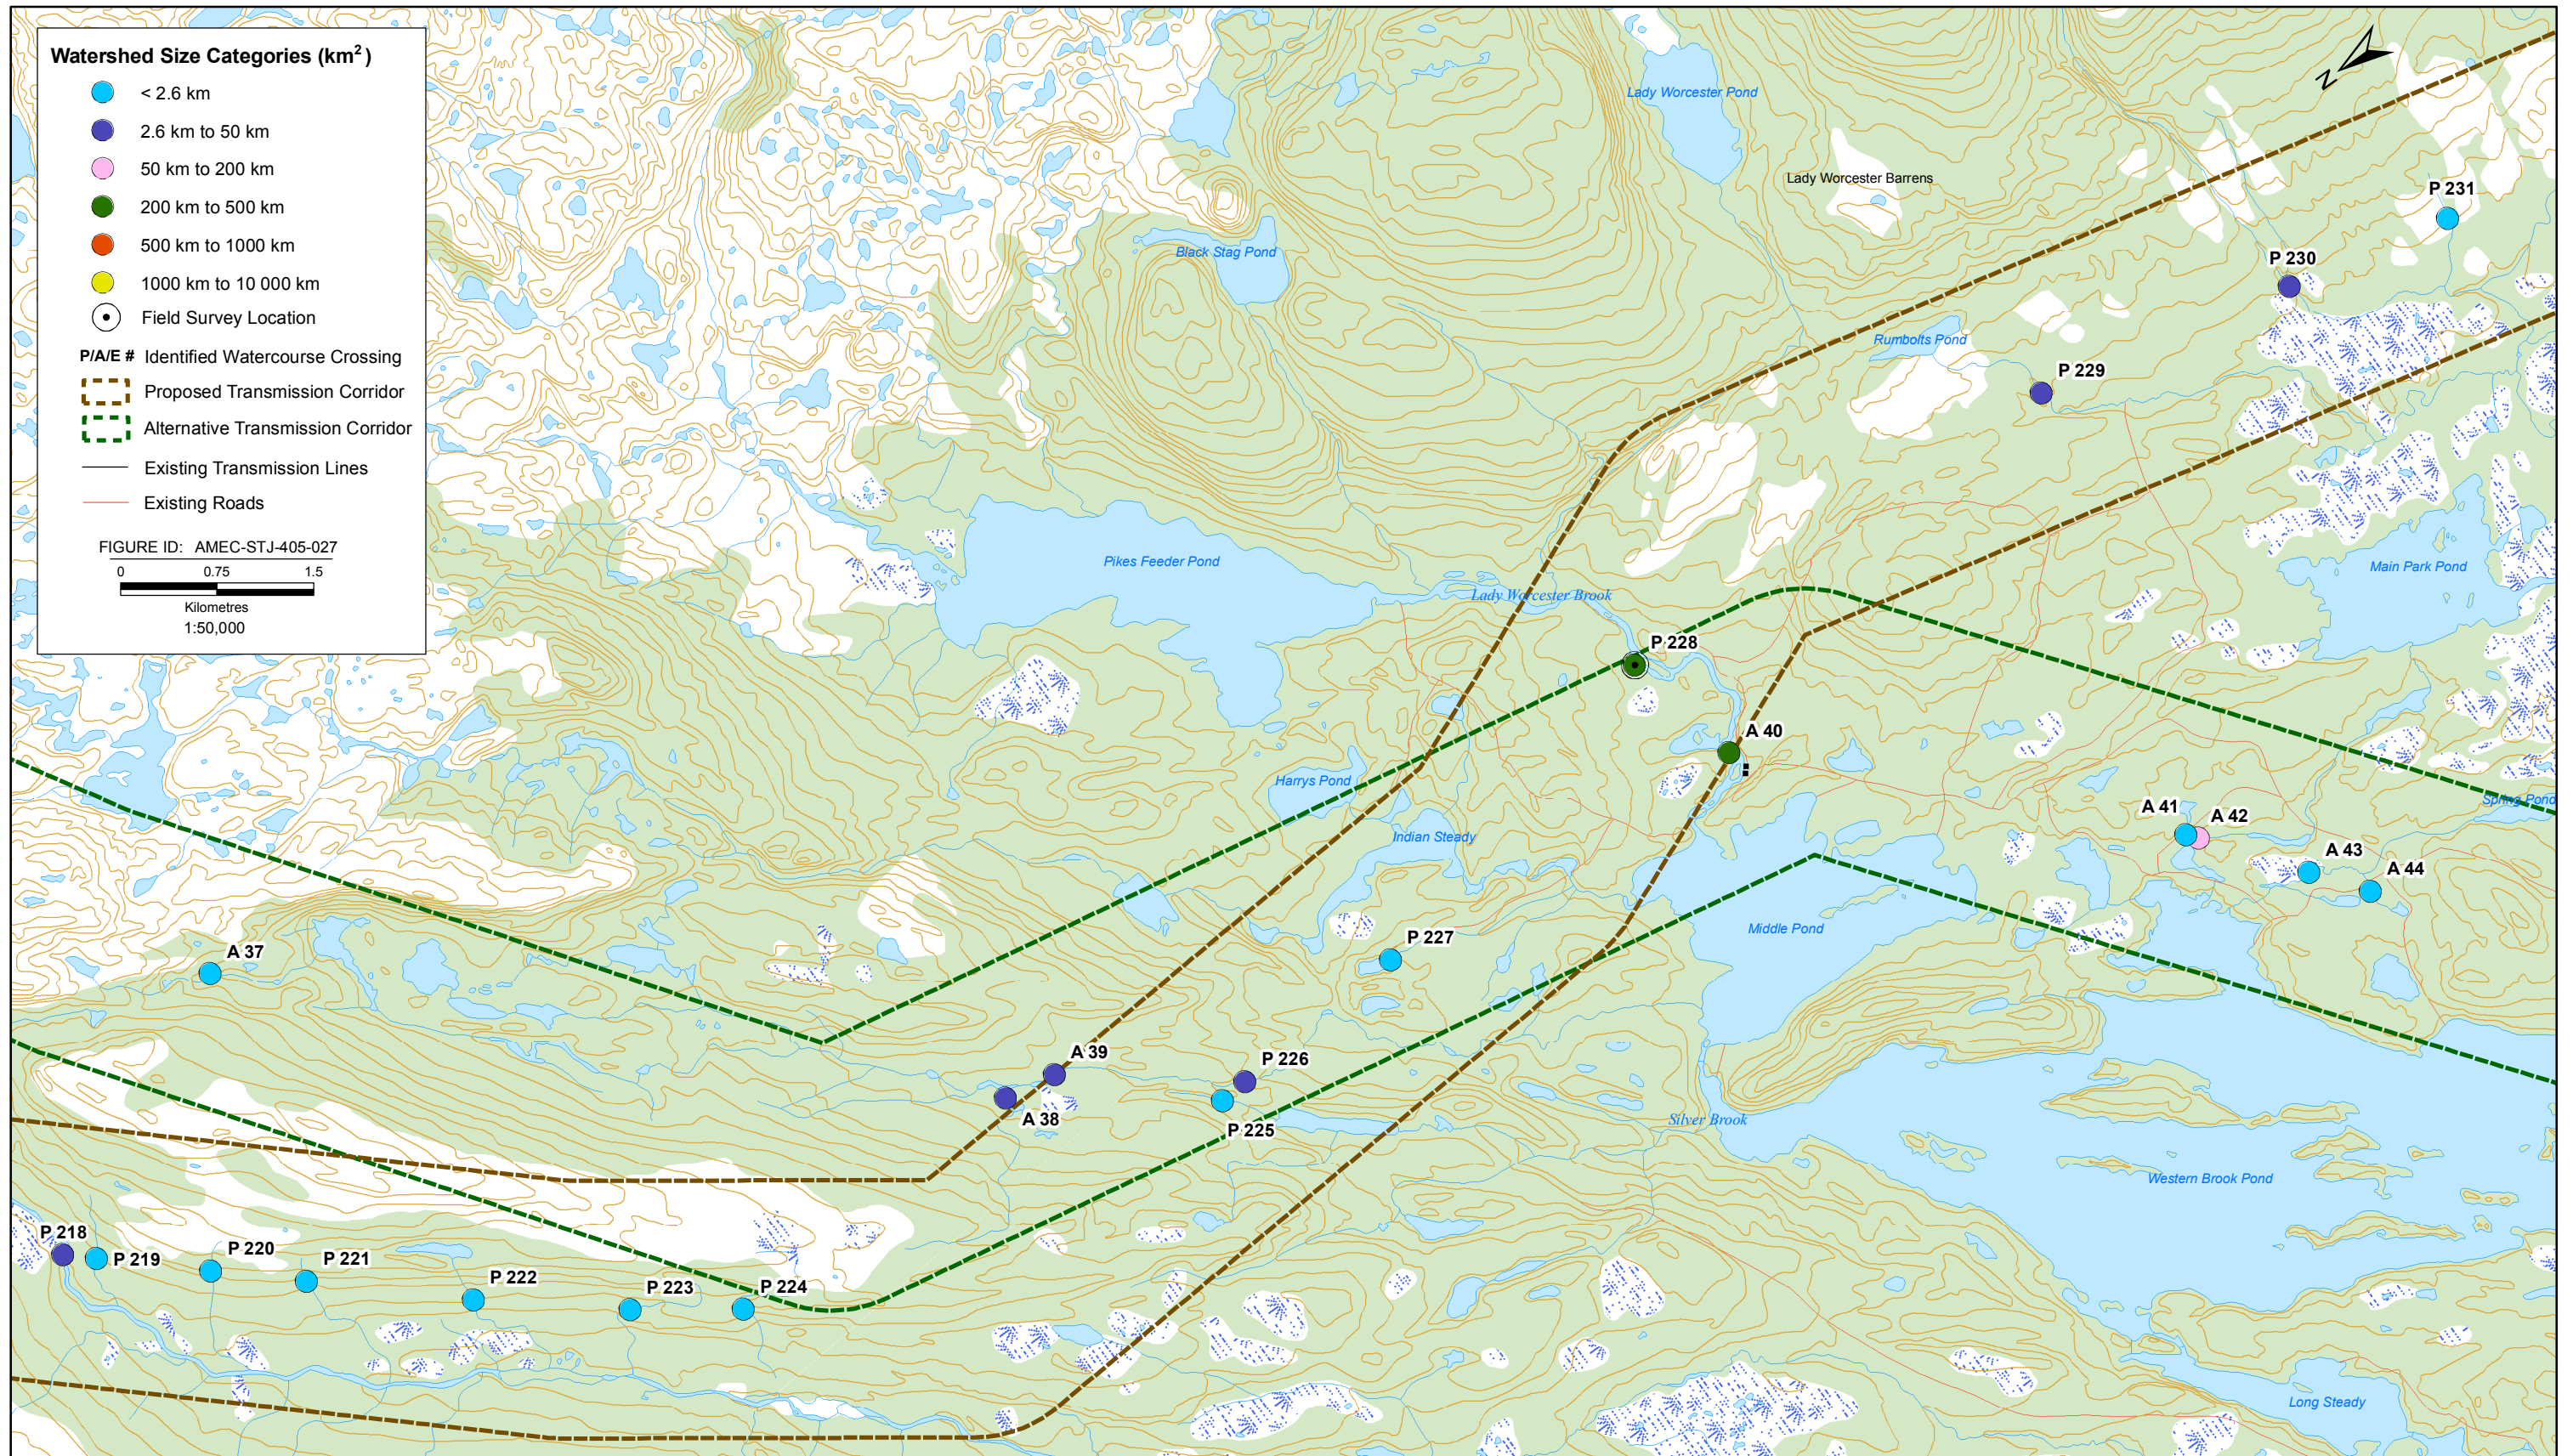 Watershed Size Categories (km²)
< 2.6 km
2.6 km to 50 km
50 km to 200 km
200 km to 500 km
500 km to 1000 km
1000 km to 10 000 km
Field Survey Location
P/A/E # Identified Watercourse Crossing
Proposed Transmission Corridor
Alternative Transmission Corridor
Existing Transmission Lines
Existing Roads
FIGURE ID: AMEC-STJ-405-027
0 0.75 1.5
Kilometres
1:50,000
N
Lady Worcester Pond
Lady Worcester Barrens
P 231
Black Stag Pond
P 230
Rumbolts Pond
P 229
Pikes Feeder Pond
Main Park Pond
Lady Worcester Brook
P 228
A 40
Harrys Pond
Spring Pond
A 41
A 42
Indian Steady
A 43
A 44
Middle Pond
P 227
A 37
A 39
P 226
A 38
P 225
Silver Brook
Western Brook Pond
P 218
P 219
P 220
P 221
P 222
P 223
P 224
Long Steady